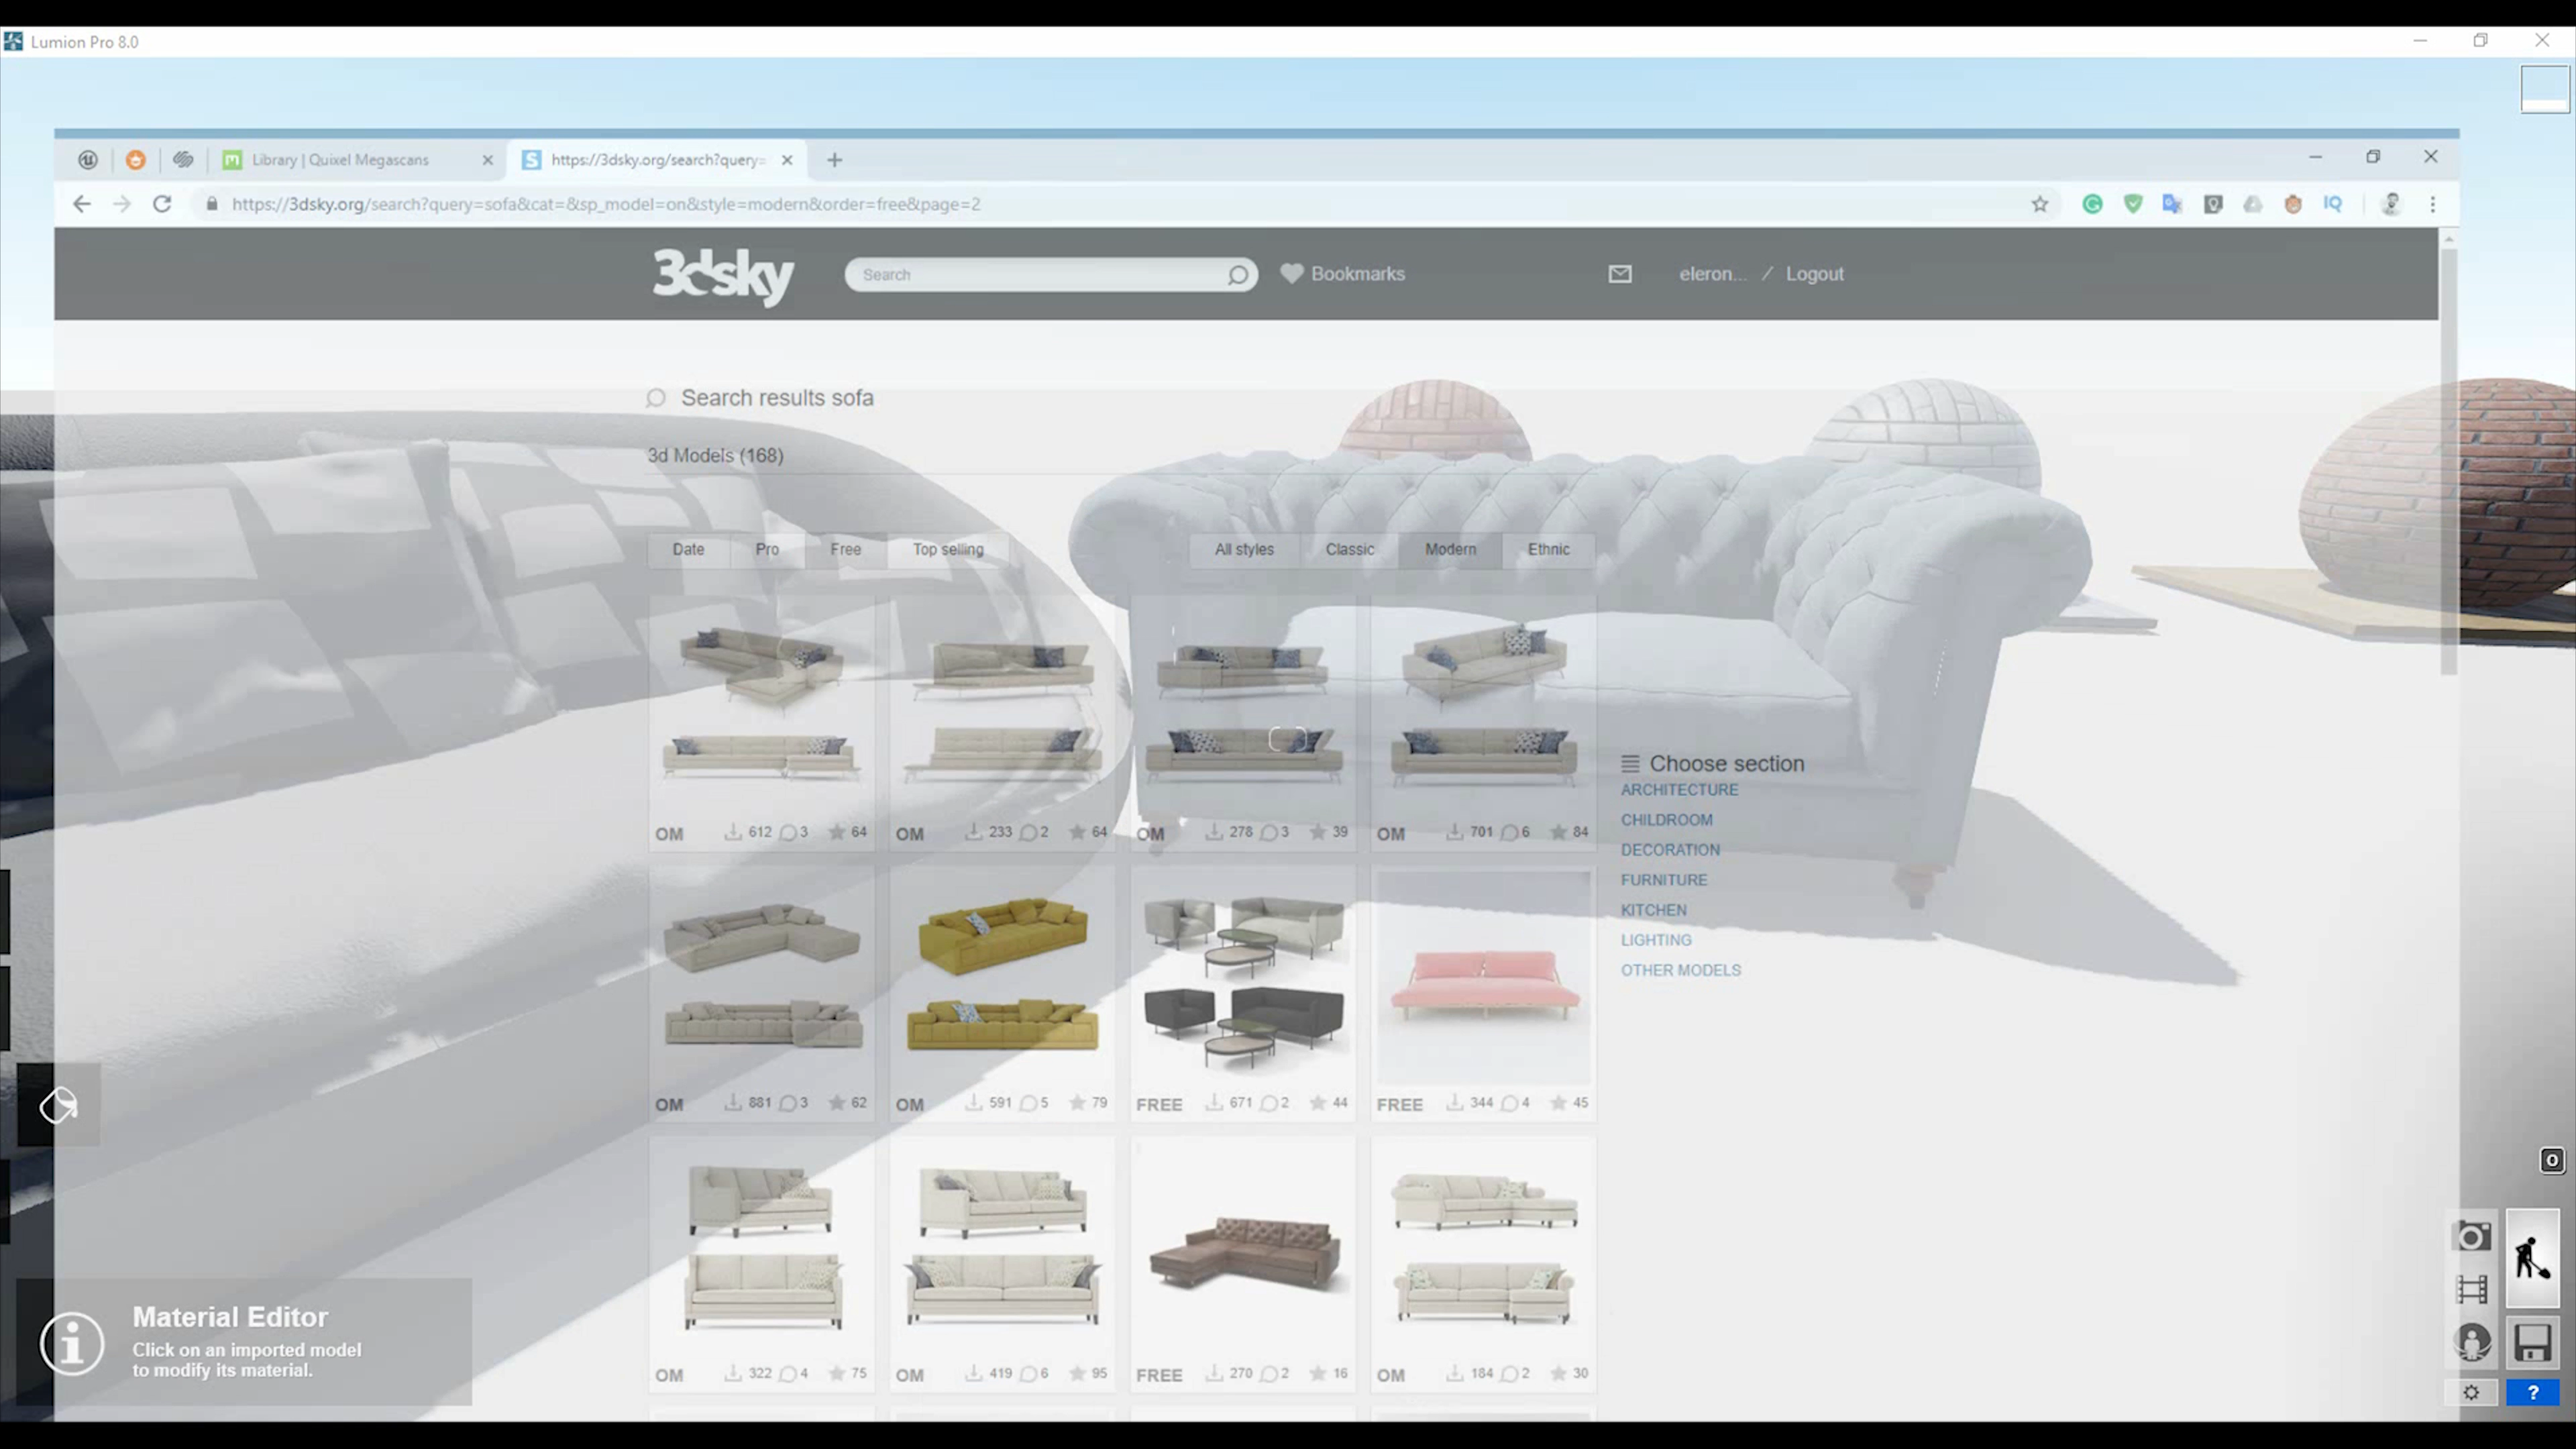 Lumion Pro 8.0
Library | Quixel Megascans
https://3dsky.org/search?query=
https://3dsky.org/search?query=sofa&cat=&sp_model=on&style=modern&order=free&page=2
IQ
3dsky
Search
Bookmarks
eleron... / Logout
Search results sofa
3d Models (168)
Date Pro Free Top selling
All styles Classic Modern Ethnic
OM 612 3 64
OM 233 2 64
OM 278 3 39
OM 701 6 84
Choose section
ARCHITECTURE
CHILDROOM
DECORATION
FURNITURE
KITCHEN
LIGHTING
OTHER MODELS
OM 881 3 62
OM 591 5 79
FREE 671 2 44
FREE 344 4 45
OM 322 4 75
OM 419 6 95
FREE 270 2 16
OM 184 2 30
Material Editor
Click on an imported model
to modify its material.
O
?